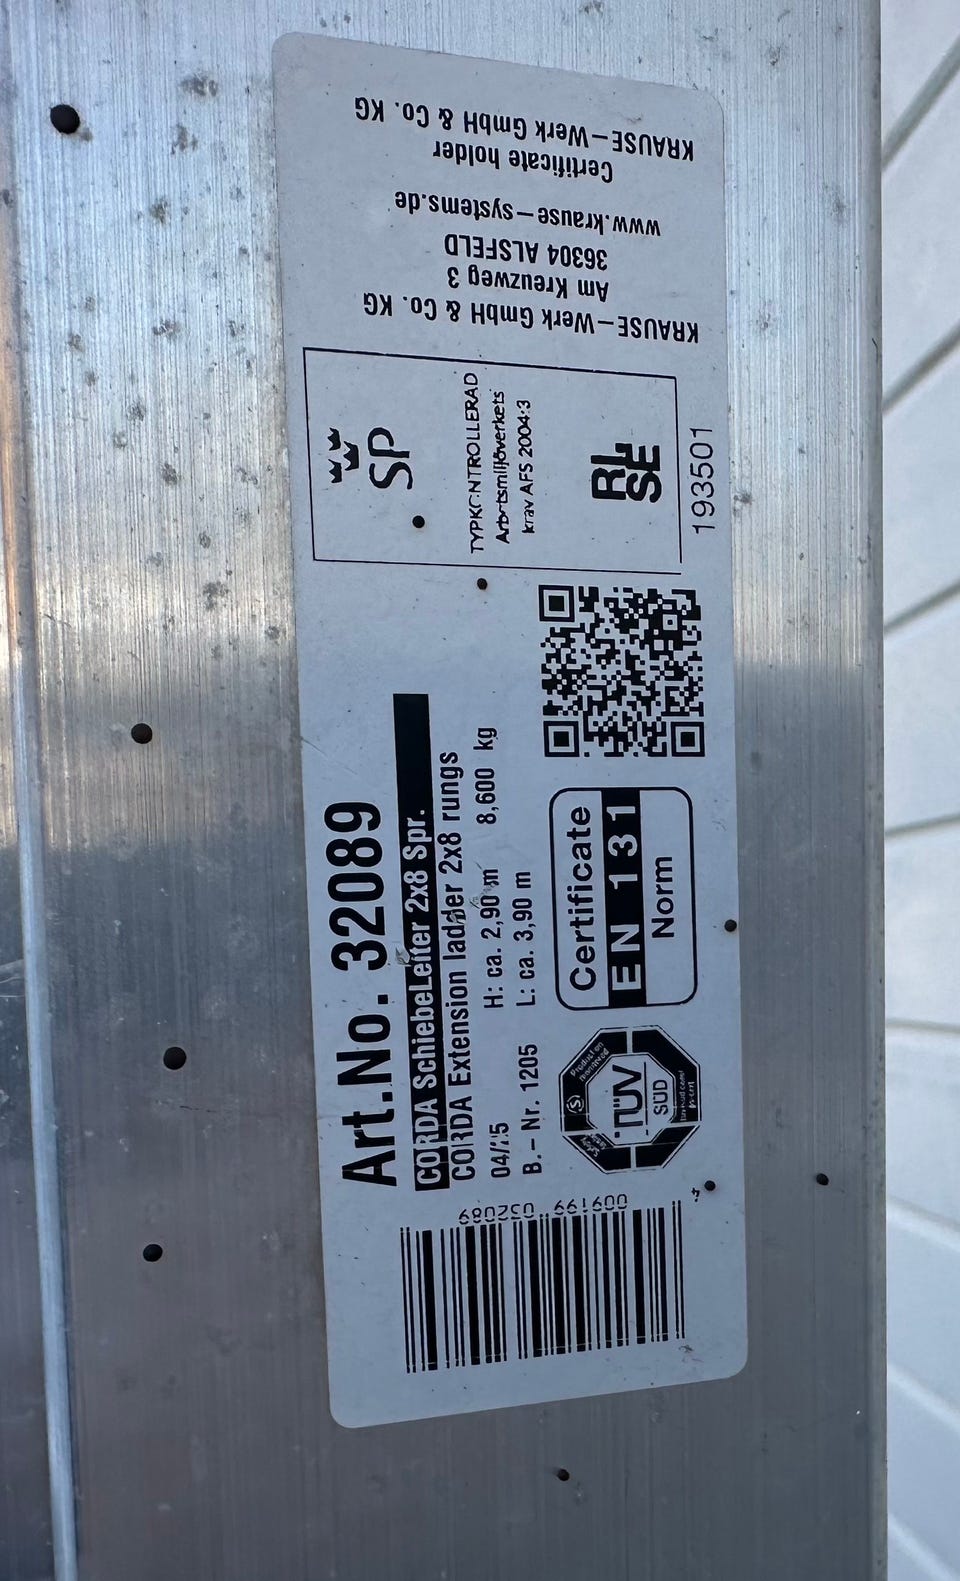 Art.No. 32089
CORDA SchiebeLeiter 2x8 Spr.
CORDA Extension ladder 2x8 rungs
04/15 H: ca. 2,90 m 8,600 kg
B.-Nr. 1205 L: ca. 3,90 m
TÜV
SÜD
Certificate
EN 131
Norm
009199 032089
SP
TYPKONTROLLERAD
Arbetsmiljöverkets
krav AFS 2004:3
193501
KRAUSE-Werk GmbH & Co. KG
Am Kreuzweg 3
36304 ALSFELD
www.krause-systems.de
Certificate holder
KRAUSE-Werk GmbH & Co. KG